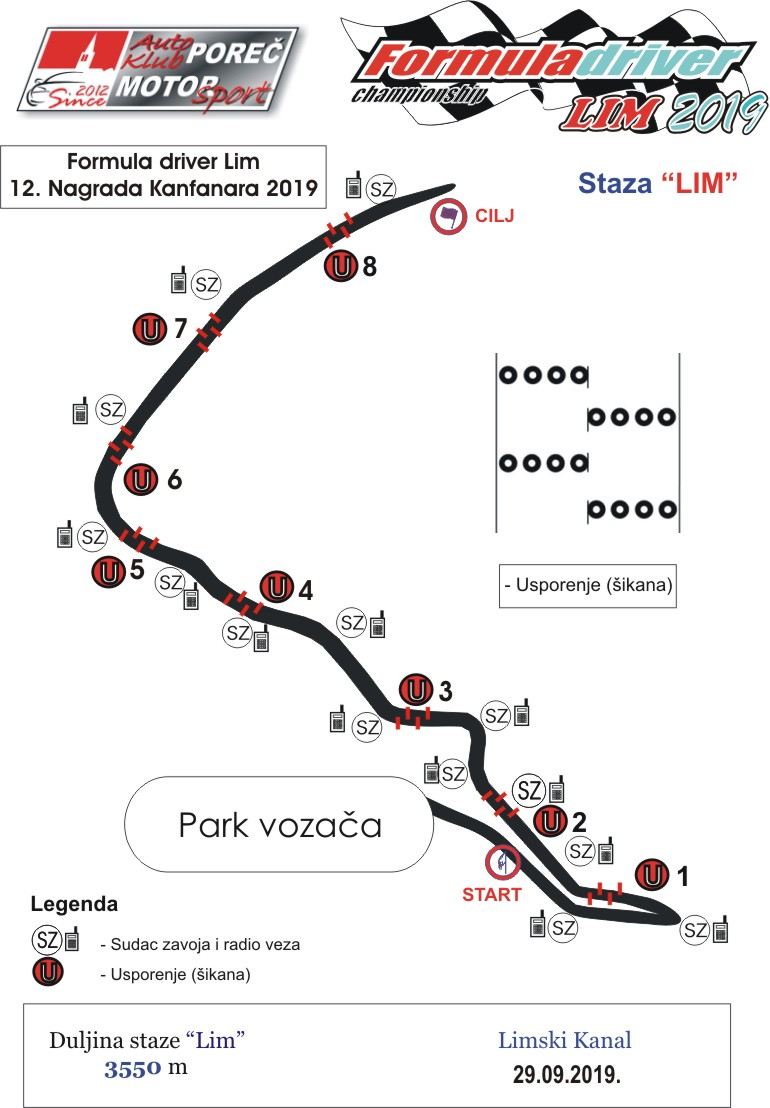 Auto
Klub
POREČ
MOTOR
sport
Since
2012
Formuladriver
championship
LIM 2019
Formula driver Lim
12. Nagrada Kanfanara 2019
Staza “LIM”
SZ
CILJ
U 8
SZ
U 7
SZ
U 6
SZ
U 5
SZ
U 4
SZ
SZ
U 3
SZ
SZ
SZ
SZ
U 2
SZ
U 1
SZ
SZ
- Usporenje (šikana)
Park vozača
START
Legenda
SZ - Sudac zavoja i radio veza
U - Usporenje (šikana)
Duljina staze “Lim”
3550 m
Limski Kanal
29.09.2019.